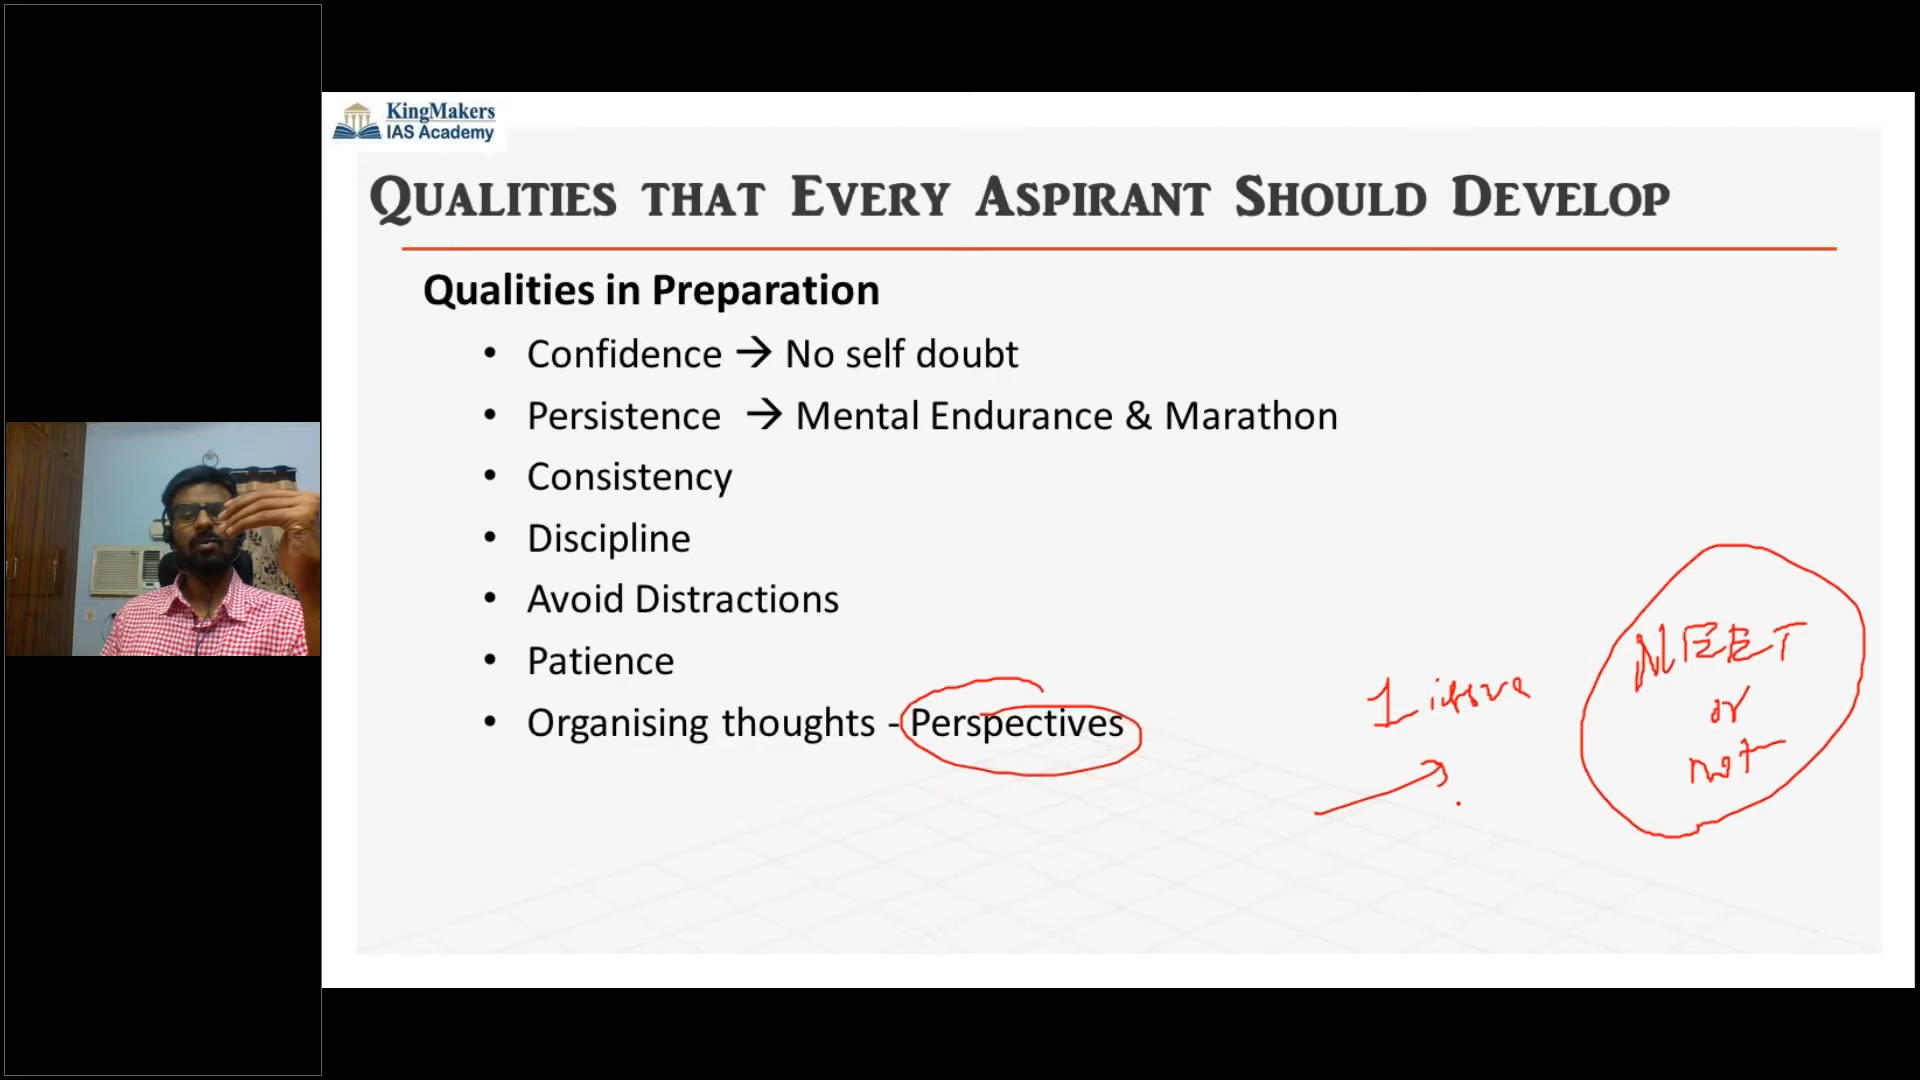 KingMakers
IAS Academy
QUALITIES THAT EVERY ASPIRANT SHOULD DEVELOP
Qualities in Preparation
• Confidence → No self doubt
• Persistence → Mental Endurance & Marathon
• Consistency
• Discipline
• Avoid Distractions
• Patience
• Organising thoughts - Perspectives
1
NEET
or
not